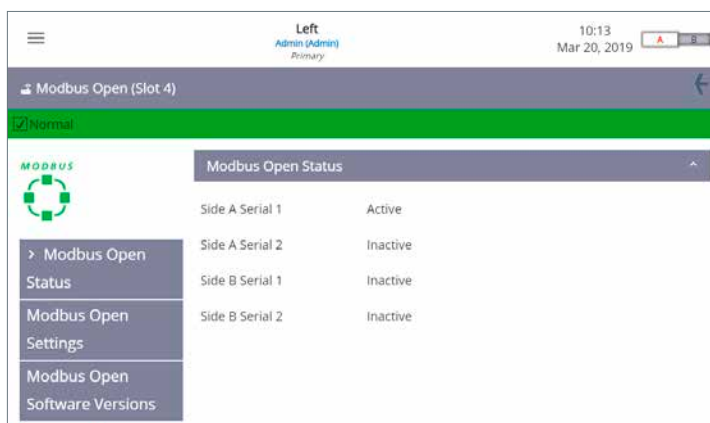 Left
Admin (Admin)
Primary
10:13
Mar 20, 2019
A B
Modbus Open (Slot 4)
Normal
MODBUS
Modbus Open Status
Side A Serial 1 Active
Side A Serial 2 Inactive
Side B Serial 1 Inactive
Side B Serial 2 Inactive
> Modbus Open
Status
Modbus Open
Settings
Modbus Open
Software Versions